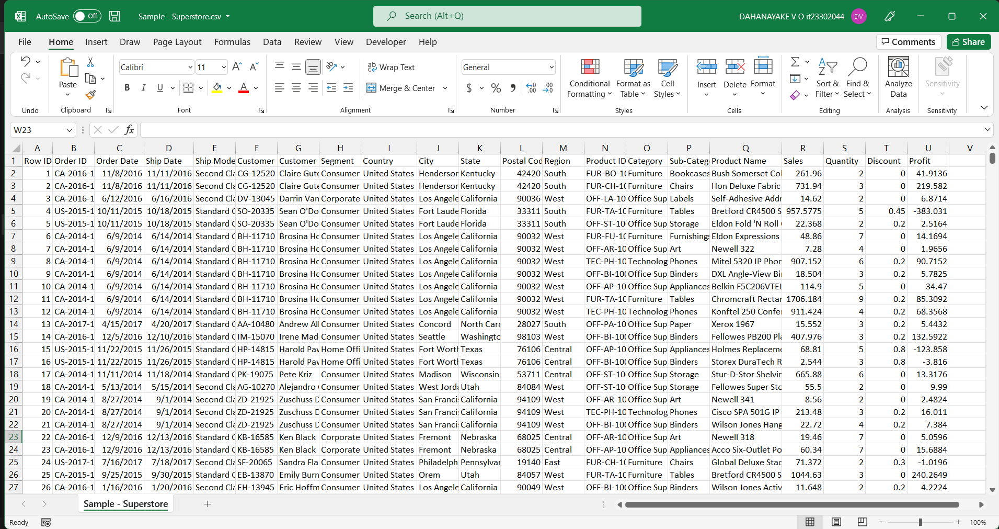 AutoSave Off Sample - Superstore.csv Search (Alt+Q) DAHANAYAKE V O it23302044 DV
File Home Insert Draw Page Layout Formulas Data Review View Developer Help Comments Share
Calibri 11 Wrap Text General
Paste Merge & Center Conditional Formatting Format as Table Cell Styles Insert Delete Format Sort & Filter Find & Select Analyze Data Sensitivity
Undo Clipboard Font Alignment Number Styles Cells Editing Analysis Sensitivity
W23 fx
A B C D E F G H I J K L M N O P Q R S T U V
1 Row ID Order ID Order Date Ship Date Ship Mode Customer Customer Segment Country City State Postal Cod Region Product ID Category Sub-Categ Product Name Sales Quantity Discount Profit
2 1 CA-2016-1 11/8/2016 11/11/2016 Second Cla CG-12520 Claire Gute Consumer United States Henderson Kentucky 42420 South FUR-BO-10 Furniture Bookcases Bush Somerset Col 261.96 2 0 41.9136
3 2 CA-2016-1 11/8/2016 11/11/2016 Second Cla CG-12520 Claire Gute Consumer United States Henderson Kentucky 42420 South FUR-CH-10 Furniture Chairs Hon Deluxe Fabric 731.94 3 0 219.582
4 3 CA-2016-1 6/12/2016 6/16/2016 Second Cla DV-13045 Darrin Van Corporate United States Los Angele California 90036 West OFF-LA-10 Office Sup Labels Self-Adhesive Addr 14.62 2 0 6.8714
5 4 US-2015-1 10/11/2015 10/18/2015 Standard C SO-20335 Sean O'Do Consumer United States Fort Laude Florida 33311 South FUR-TA-10 Furniture Tables Bretford CR4500 S 957.5775 5 0.45 -383.031
6 5 US-2015-1 10/11/2015 10/18/2015 Standard C SO-20335 Sean O'Do Consumer United States Fort Laude Florida 33311 South OFF-ST-10 Office Sup Storage Eldon Fold 'N Roll 22.368 2 0.2 2.5164
7 6 CA-2014-1 6/9/2014 6/14/2014 Standard C BH-11710 Brosina Ho Consumer United States Los Angele California 90032 West FUR-FU-10 Furniture Furnishings Eldon Expressions 48.86 7 0 14.1694
8 7 CA-2014-1 6/9/2014 6/14/2014 Standard C BH-11710 Brosina Ho Consumer United States Los Angele California 90032 West OFF-AR-10 Office Sup Art Newell 322 7.28 4 0 1.9656
9 8 CA-2014-1 6/9/2014 6/14/2014 Standard C BH-11710 Brosina Ho Consumer United States Los Angele California 90032 West TEC-PH-10 Technolog Phones Mitel 5320 IP Phor 907.152 6 0.2 90.7152
10 9 CA-2014-1 6/9/2014 6/14/2014 Standard C BH-11710 Brosina Ho Consumer United States Los Angele California 90032 West OFF-BI-100 Office Sup Binders DXL Angle-View Bi 18.504 3 0.2 5.7825
11 10 CA-2014-1 6/9/2014 6/14/2014 Standard C BH-11710 Brosina Ho Consumer United States Los Angele California 90032 West OFF-AP-10 Office Sup Appliances Belkin F5C206VTEL 114.9 5 0 34.47
12 11 CA-2014-1 6/9/2014 6/14/2014 Standard C BH-11710 Brosina Ho Consumer United States Los Angele California 90032 West FUR-TA-10 Furniture Tables Chromcraft Rectar 1706.184 9 0.2 85.3092
13 12 CA-2014-1 6/9/2014 6/14/2014 Standard C BH-11710 Brosina Ho Consumer United States Los Angele California 90032 West TEC-PH-10 Technolog Phones Konftel 250 Confer 911.424 4 0.2 68.3568
14 13 CA-2017-1 4/15/2017 4/20/2017 Standard C AA-10480 Andrew All Consumer United States Concord North Caro 28027 South OFF-PA-10 Office Sup Paper Xerox 1967 15.552 3 0.2 5.4432
15 14 CA-2016-1 12/5/2016 12/10/2016 Standard C IM-15070 Irene Mad Consumer United States Seattle Washingto 98103 West OFF-BI-100 Office Sup Binders Fellowes PB200 Pla 407.976 3 0.2 132.5922
16 15 US-2015-1 11/22/2015 11/26/2015 Standard C HP-14815 Harold Pav Home Offi United States Fort Worth Texas 76106 Central OFF-AP-10 Office Sup Appliances Holmes Replaceme 68.81 5 0.8 -123.858
17 16 US-2015-1 11/22/2015 11/26/2015 Standard C HP-14815 Harold Pav Home Offi United States Fort Worth Texas 76106 Central OFF-BI-100 Office Sup Binders Storex DuraTech R 2.544 3 0.8 -3.816
18 17 CA-2014-1 11/11/2014 11/18/2014 Standard C PK-19075 Pete Kriz Consumer United States Madison Wisconsin 53711 Central OFF-ST-10 Office Sup Storage Stur-D-Stor Shelvir 665.88 6 0 13.3176
19 18 CA-2014-1 5/13/2014 5/15/2014 Second Cla AG-10270 Alejandro Consumer United States West Jorda Utah 84084 West OFF-ST-10 Office Sup Storage Fellowes Super Sto 55.5 2 0 9.99
20 19 CA-2014-1 8/27/2014 9/1/2014 Second Cla ZD-21925 Zuschuss D Consumer United States San Francis California 94109 West OFF-AR-10 Office Sup Art Newell 341 8.56 2 0 2.4824
21 20 CA-2014-1 8/27/2014 9/1/2014 Second Cla ZD-21925 Zuschuss D Consumer United States San Francis California 94109 West TEC-PH-10 Technolog Phones Cisco SPA 501G IP 213.48 3 0.2 16.011
22 21 CA-2014-1 8/27/2014 9/1/2014 Second Cla ZD-21925 Zuschuss D Consumer United States San Francis California 94109 West OFF-BI-100 Office Sup Binders Wilson Jones Hang 22.72 4 0.2 7.384
23 22 CA-2016-1 12/9/2016 12/13/2016 Standard C KB-16585 Ken Black Corporate United States Fremont Nebraska 68025 Central OFF-AR-10 Office Sup Art Newell 318 19.46 7 0 5.0596
24 23 CA-2016-1 12/9/2016 12/13/2016 Standard C KB-16585 Ken Black Corporate United States Fremont Nebraska 68025 Central OFF-AP-10 Office Sup Appliances Acco Six-Outlet Po 60.34 7 0 15.6884
25 24 US-2017-1 7/16/2017 7/18/2017 Second Cla SF-20065 Sandra Fla Consumer United States Philadelph Pennsylvar 19140 East FUR-CH-10 Furniture Chairs Global Deluxe Stac 71.372 2 0.3 -1.0196
26 25 CA-2015-1 9/25/2015 9/30/2015 Standard C EB-13870 Emily Burn Consumer United States Orem Utah 84057 West FUR-TA-10 Furniture Tables Bretford CR4500 S 1044.63 3 0 240.2649
27 26 CA-2016-1 1/16/2016 1/20/2016 Second Cla EH-13945 Eric Hoffm Consumer United States Los Angele California 90049 West OFF-BI-100 Office Sup Binders Wilson Jones Activ 11.648 2 0.2 4.2224
Sample - Superstore
Ready 100%